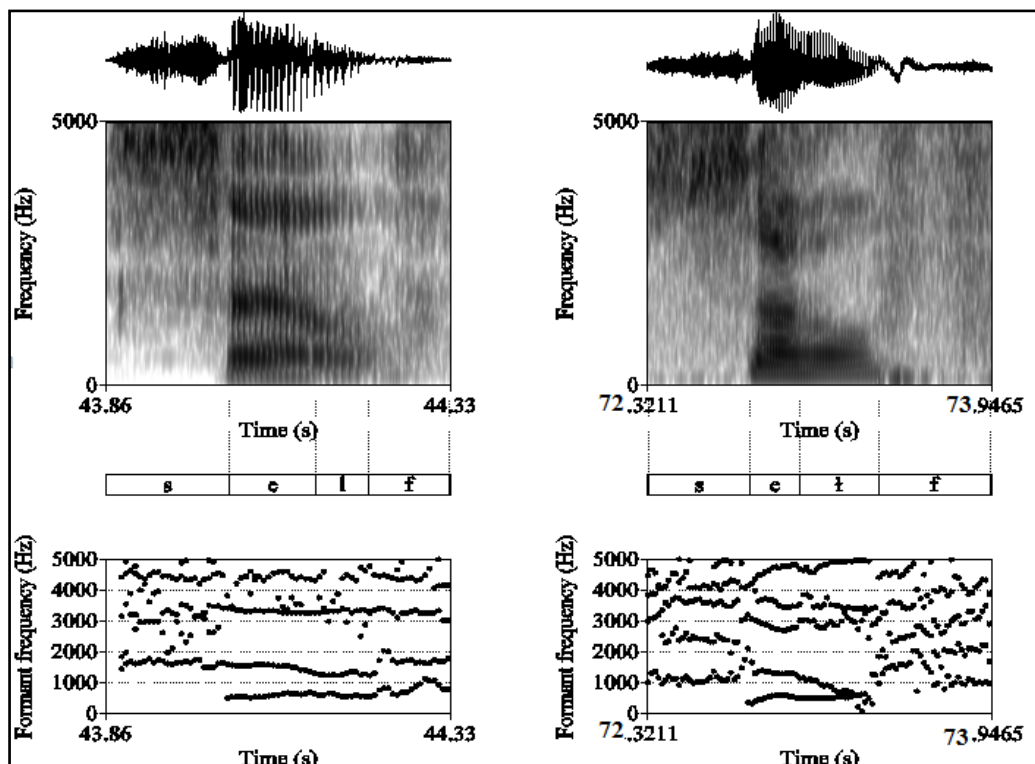 5000
Frequency (Hz)
0
43.86
44.33
Time (s)
s e l f
5000
4000
3000
2000
1000
0
Formant frequency (Hz)
43.86
44.33
Time (s)
5000
Frequency (Hz)
0
72.3211
73.9465
Time (s)
s e ɫ f
5000
4000
3000
2000
1000
0
Formant frequency (Hz)
72.3211
73.9465
Time (s)